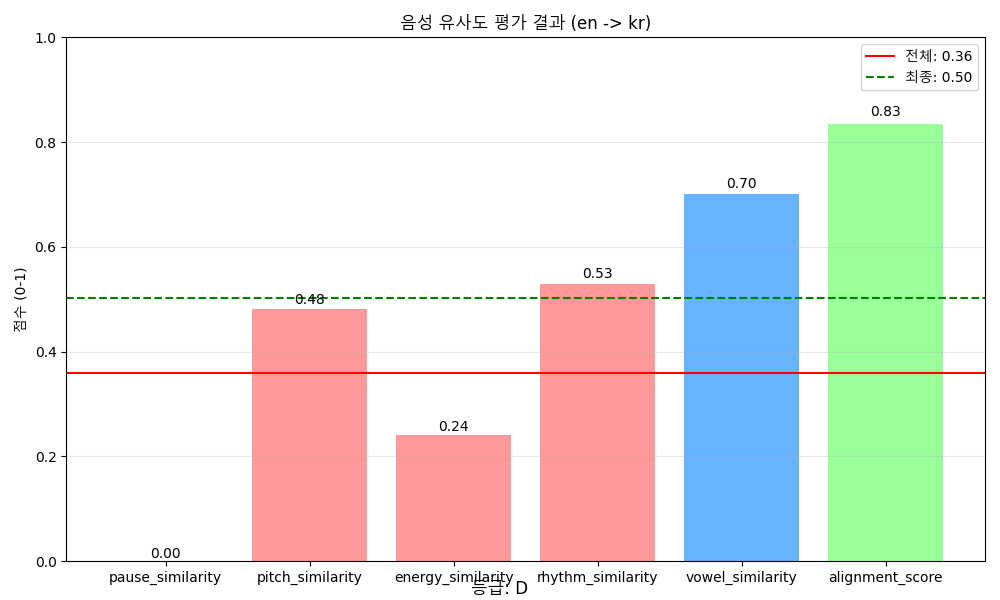 음성 유사도 평가 결과 (en -> kr)
전체: 0.36
최종: 0.50
점수 (0-1)
1.0
0.8
0.6
0.4
0.2
0.0
0.00
0.48
0.24
0.53
0.70
0.83
pause_similarity
pitch_similarity
energy_similarity
rhythm_similarity
vowel_similarity
alignment_score
등급: D